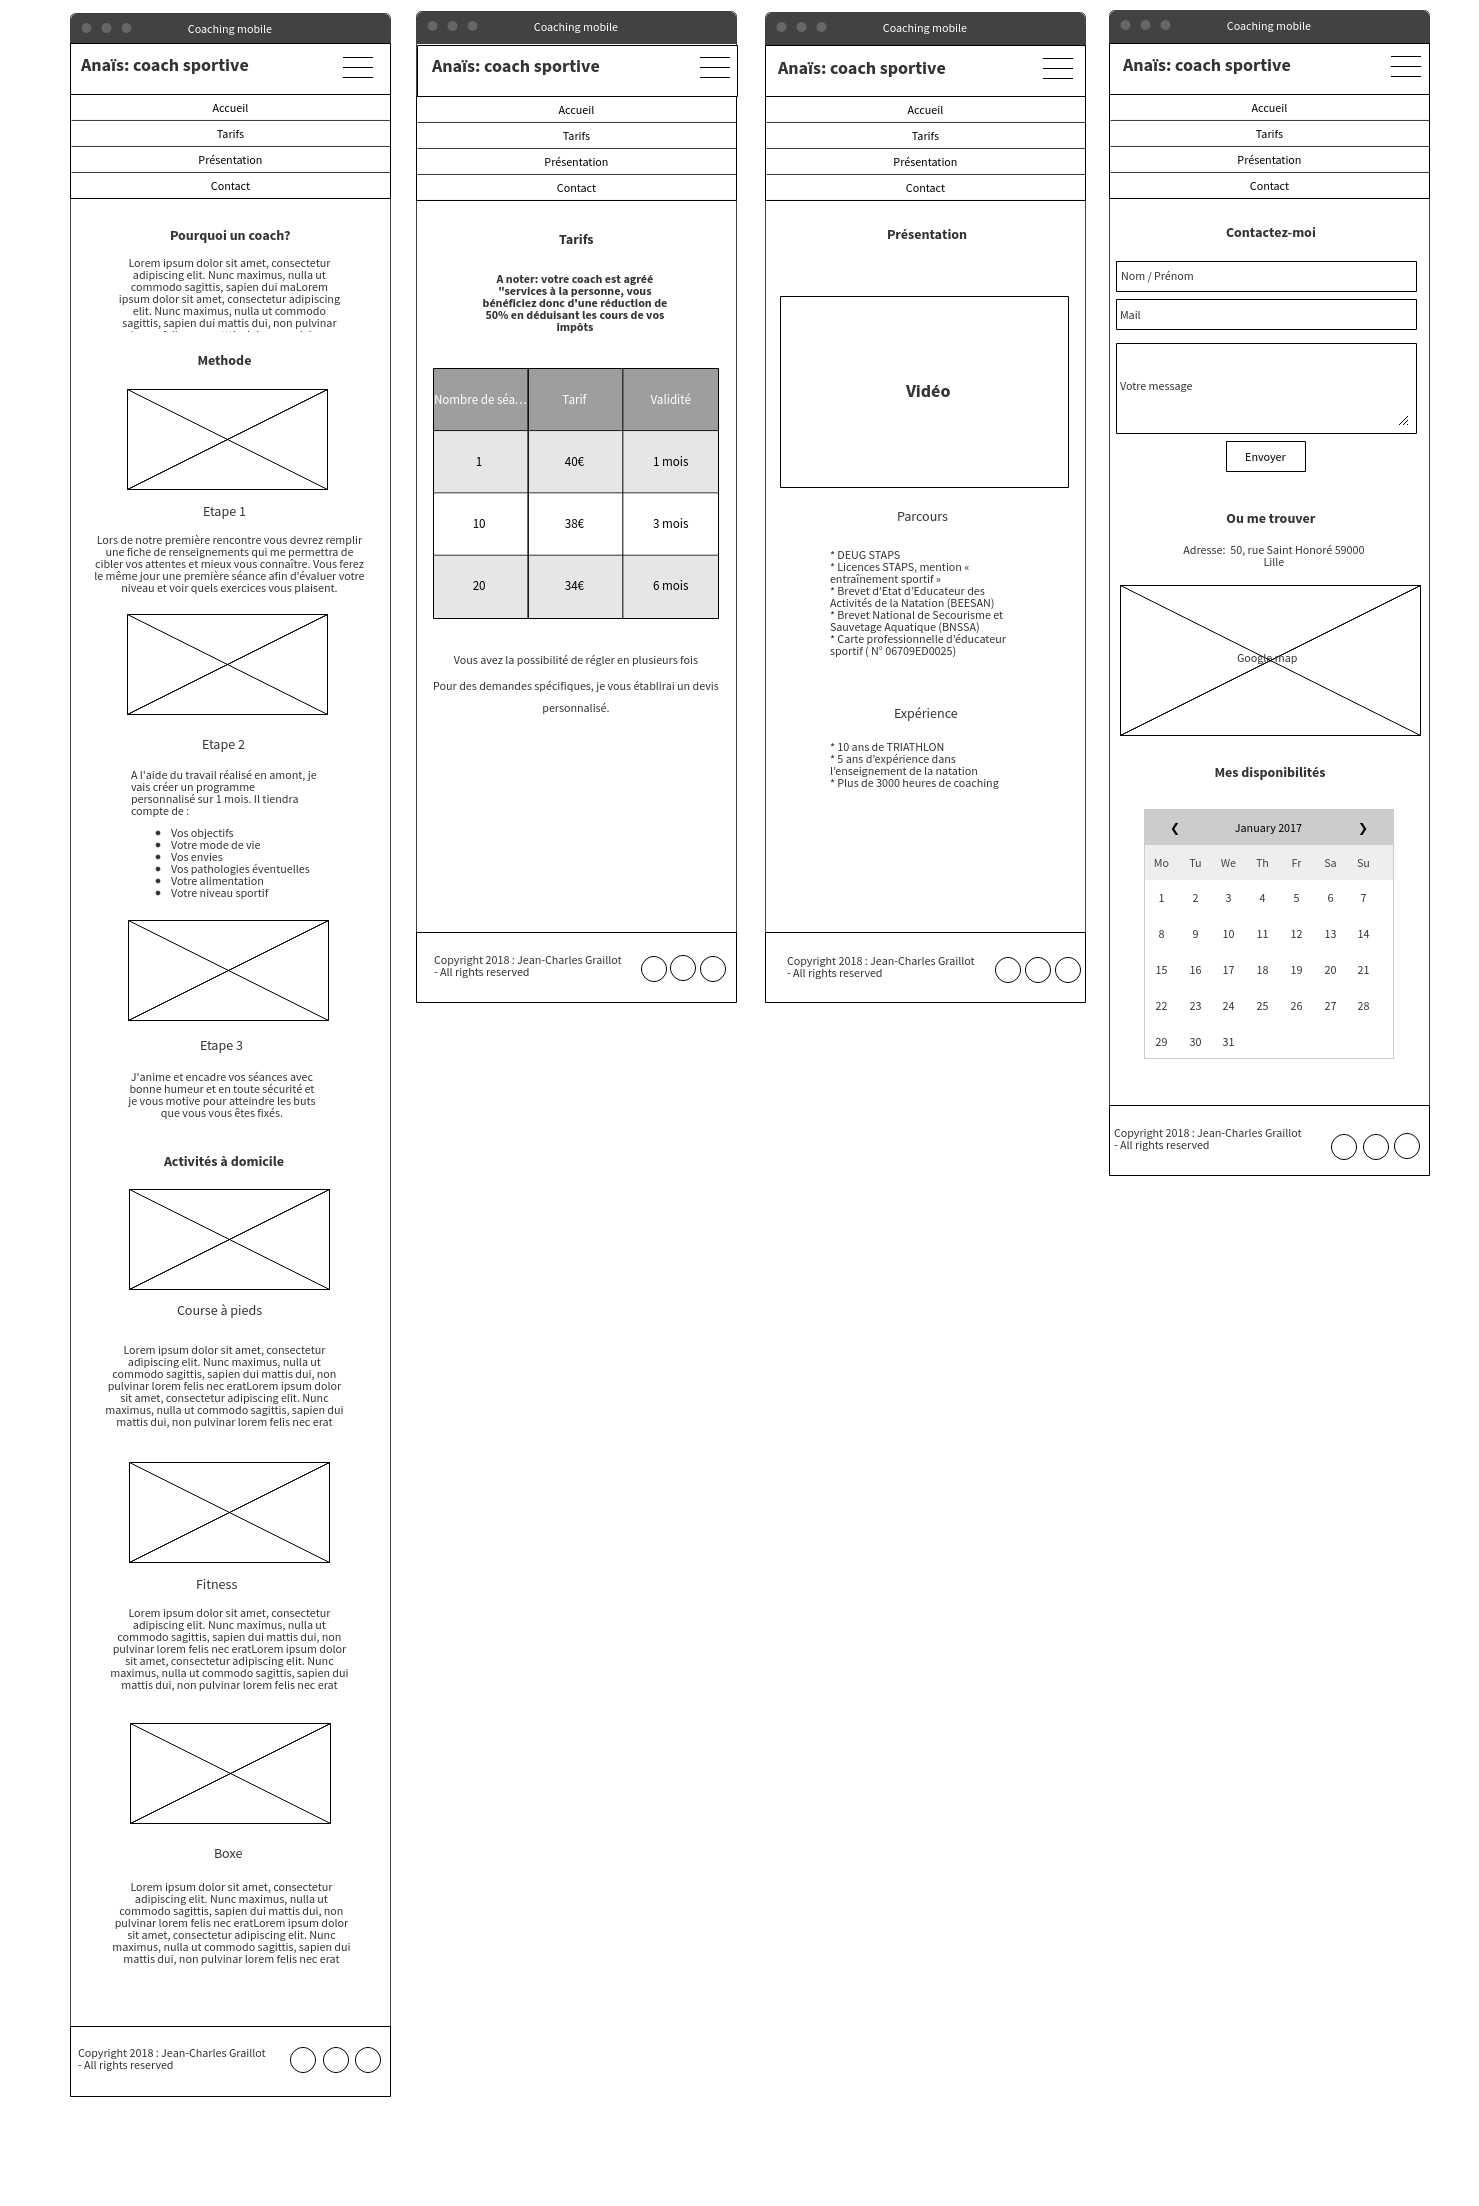 Coaching mobile
Anaïs: coach sportive
Accueil
Tarifs
Présentation
Contact
Pourquoi un coach?
Lorem ipsum dolor sit amet, consectetur
adipiscing elit. Nunc maximus, nulla ut
commodo sagittis, sapien dui maLorem
ipsum dolor sit amet, consectetur adipiscing
elit. Nunc maximus, nulla ut commodo
sagittis, sapien dui mattis dui, non pulvinar
Methode
Etape 1
Lors de notre première rencontre vous devrez remplir
une fiche de renseignements qui me permettra de
cibler vos attentes et mieux vous connaître. Vous ferez
le même jour une première séance afin d'évaluer votre
niveau et voir quels exercices vous plaisent.
Etape 2
A l'aide du travail réalisé en amont, je
vais créer un programme
personnalisé sur 1 mois. Il tiendra
compte de :
● Vos objectifs
● Votre mode de vie
● Vos envies
● Vos pathologies éventuelles
● Votre alimentation
● Votre niveau sportif
Etape 3
J'anime et encadre vos séances avec
bonne humeur et en toute sécurité et
je vous motive pour atteindre les buts
que vous vous êtes fixés.
Activités à domicile
Course à pieds
Lorem ipsum dolor sit amet, consectetur
adipiscing elit. Nunc maximus, nulla ut
commodo sagittis, sapien dui mattis dui, non
pulvinar lorem felis nec eratLorem ipsum dolor
sit amet, consectetur adipiscing elit. Nunc
maximus, nulla ut commodo sagittis, sapien dui
mattis dui, non pulvinar lorem felis nec erat
Fitness
Lorem ipsum dolor sit amet, consectetur
adipiscing elit. Nunc maximus, nulla ut
commodo sagittis, sapien dui mattis dui, non
pulvinar lorem felis nec eratLorem ipsum dolor
sit amet, consectetur adipiscing elit. Nunc
maximus, nulla ut commodo sagittis, sapien dui
mattis dui, non pulvinar lorem felis nec erat
Boxe
Lorem ipsum dolor sit amet, consectetur
adipiscing elit. Nunc maximus, nulla ut
commodo sagittis, sapien dui mattis dui, non
pulvinar lorem felis nec eratLorem ipsum dolor
sit amet, consectetur adipiscing elit. Nunc
maximus, nulla ut commodo sagittis, sapien dui
mattis dui, non pulvinar lorem felis nec erat
Copyright 2018 : Jean-Charles Graillot
- All rights reserved
Coaching mobile
Anaïs: coach sportive
Accueil
Tarifs
Présentation
Contact
Tarifs
A noter: votre coach est agréé
"services à la personne, vous
bénéficiez donc d'une réduction de
50% en déduisant les cours de vos
impôts
Nombre de séa... Tarif Validité
1 40€ 1 mois
10 38€ 3 mois
20 34€ 6 mois
Vous avez la possibilité de régler en plusieurs fois
Pour des demandes spécifiques, je vous établirai un devis
personnalisé.
Copyright 2018 : Jean-Charles Graillot
- All rights reserved
Coaching mobile
Anaïs: coach sportive
Accueil
Tarifs
Présentation
Contact
Présentation
Vidéo
Parcours
* DEUG STAPS
* Licences STAPS, mention «
entraînement sportif »
* Brevet d'Etat d'Educateur des
Activités de la Natation (BEESAN)
* Brevet National de Secourisme et
Sauvetage Aquatique (BNSSA)
* Carte professionnelle d'éducateur
sportif ( N° 06709ED0025)
Expérience
* 10 ans de TRIATHLON
* 5 ans d'expérience dans
l'enseignement de la natation
* Plus de 3000 heures de coaching
Copyright 2018 : Jean-Charles Graillot
- All rights reserved
Coaching mobile
Anaïs: coach sportive
Accueil
Tarifs
Présentation
Contact
Contactez-moi
Nom / Prénom
Mail
Votre message
Envoyer
Ou me trouver
Adresse: 50, rue Saint Honoré 59000
Lille
Google map
Mes disponibilités
❮ January 2017 ❯
Mo Tu We Th Fr Sa Su
1 2 3 4 5 6 7
8 9 10 11 12 13 14
15 16 17 18 19 20 21
22 23 24 25 26 27 28
29 30 31
Copyright 2018 : Jean-Charles Graillot
- All rights reserved